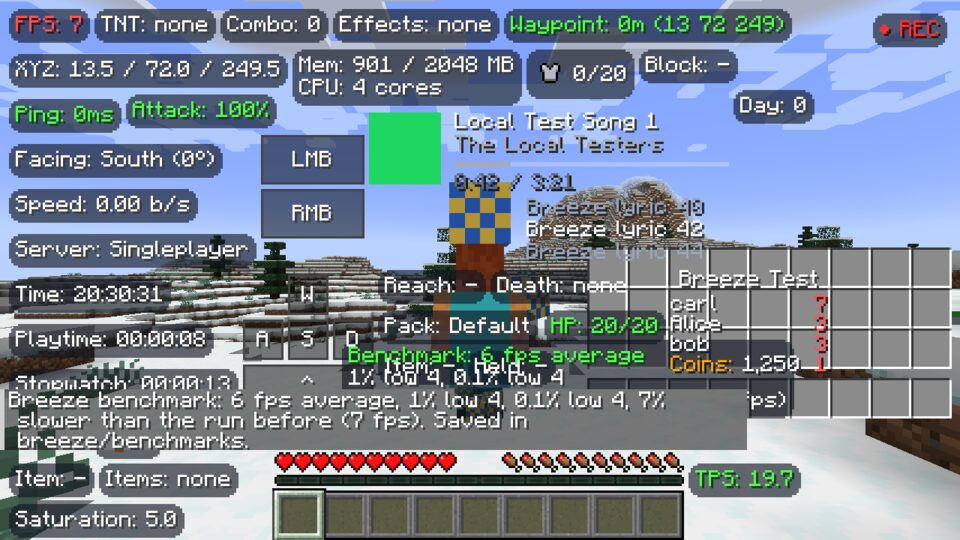 FPS: 7
TNT: none
Combo: 0
Effects: none
Waypoint: 0m (13 72 249)
REC
XYZ: 13.5 / 72.0 / 249.5
Mem: 901 / 2048 MB
CPU: 4 cores
0/20
Block: -
Day: 0
Ping: 0ms
Attack: 100%
Local Test Song 1
The Local Testers
0:42 / 3:21
Facing: South (0°)
LMB
RMB
Speed: 0.00 b/s
Breeze lyric 42
Breeze lyric 44
Server: Singleplayer
Reach: -
Death: none
Breeze Test
Time: 20:30:31
W
carl 7
Alice 3
bob 3
Coins: 1,250 1
Pack: Default
HP: 20/20
Playtime: 00:00:08
A
S
D
Benchmark: 6 fps average
1% low 4, 0.1% low 4
Item: -
Held: -
Stopwatch: 00:00:13
Breeze benchmark: 6 fps average, 1% low 4, 0.1% low 4, 7%
slower than the run before (7 fps). Saved in
breeze/benchmarks.
fps)
Item: -
Items: none
TPS: 19.7
Saturation: 5.0